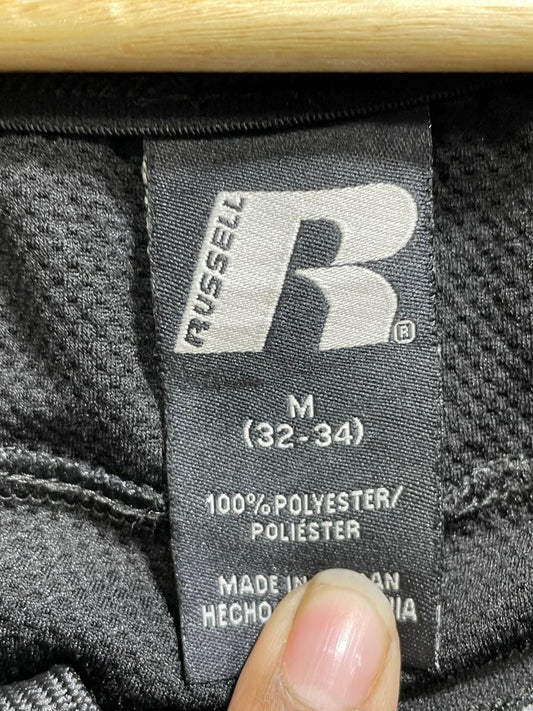 RUSSELL
R®
M
(32-34)
100% POLYESTER/
POLIÉSTER
MADE IN
HECHO